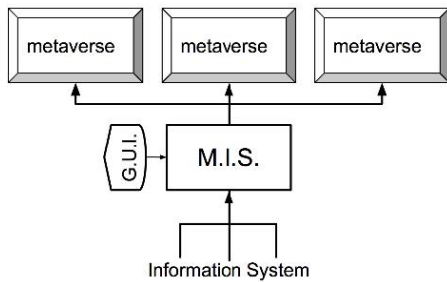 metaverse
metaverse
metaverse
G.U.I.
M.I.S.
Information System